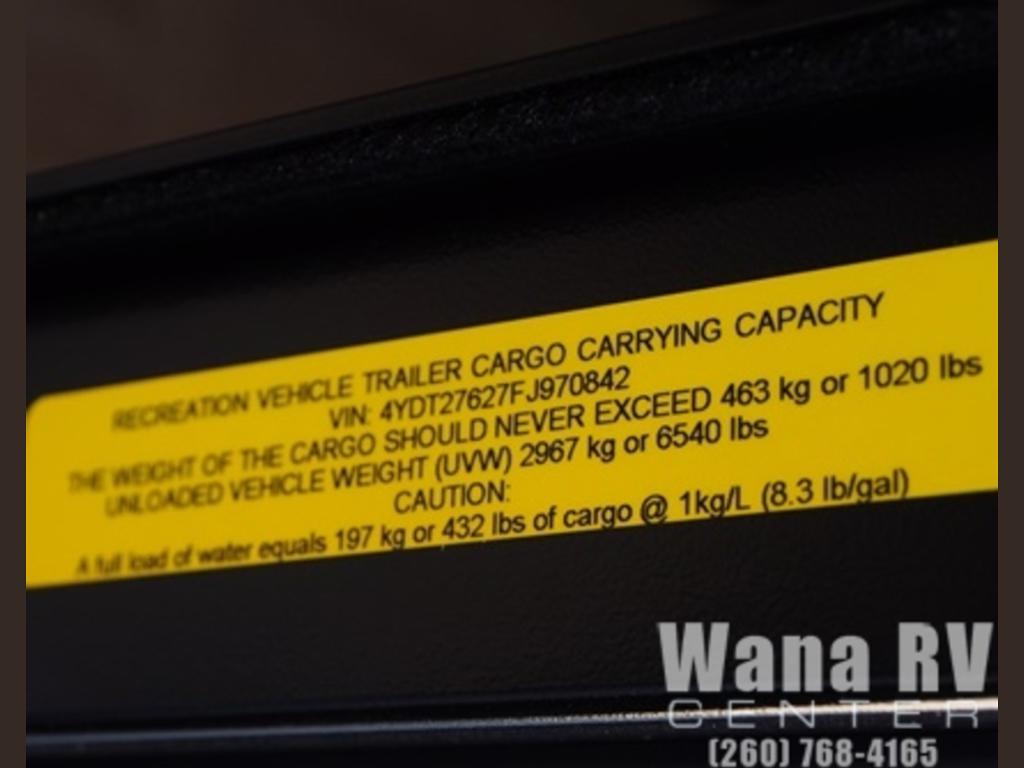 RECREATION VEHICLE TRAILER CARGO CARRYING CAPACITY
VIN: 4YDT27627FJ970842
THE WEIGHT OF THE CARGO SHOULD NEVER EXCEED 463 kg or 1020 lbs
UNLOADED VEHICLE WEIGHT (UVW) 2967 kg or 6540 lbs
CAUTION:
A full load of water equals 197 kg or 432 lbs of cargo @ 1kg/L (8.3 lb/gal)
Wana RV
CENTER
(260) 768-4165